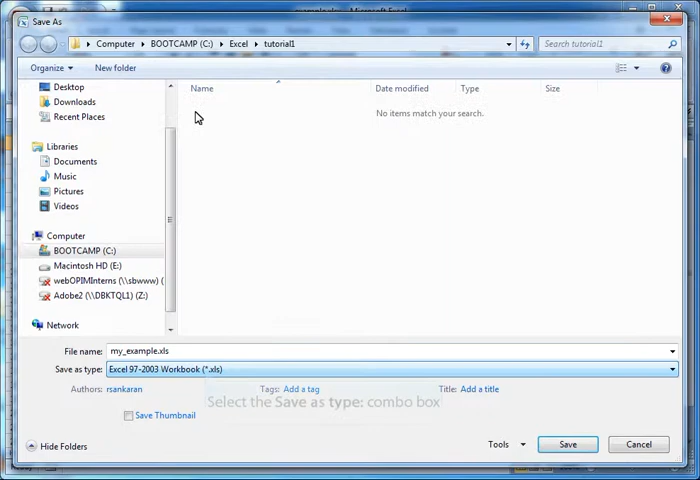 Save As
Microsoft Excel
Computer BOOTCAMP (C:) Excel tutorial1
Search tutorial1
Organize New folder
Name Date modified Type Size
No items match your search.
Desktop
Downloads
Recent Places
Libraries
Documents
Music
Pictures
Videos
Computer
BOOTCAMP (C:)
Macintosh HD (E:)
webOPIMInterns (\\sbwww) (
Adobe2 (\\DBKTQL1) (Z:)
Network
File name: my_example.xls
Save as type: Excel 97-2003 Workbook (*.xls)
Authors: rsankaran Tags: Add a tag Title: Add a title
Select the Save as type: combo box
Save Thumbnail
Hide Folders Tools Save Cancel